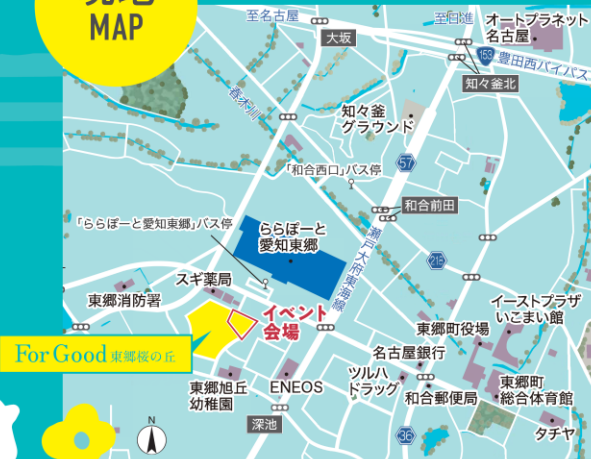 現地
MAP
至名古屋
至日進
オートプラネット
名古屋
大坂
153
豊田西バイパス
知々釜北
春木川
知々釜
グラウンド
57
「和合西口」バス停
和合前田
「ららぽーと愛知東郷」バス停
ららぽーと
愛知東郷
瀬戸大府東海線
218
スギ薬局
東郷消防署
イベント
会場
イーストプラザ
いこまい館
東郷町役場
For Good 東郷桜の丘
名古屋銀行
東郷旭丘
幼稚園
ENEOS
ツルハ
ドラッグ
和合郵便局
東郷町
総合体育館
深池
36
タチヤ
N